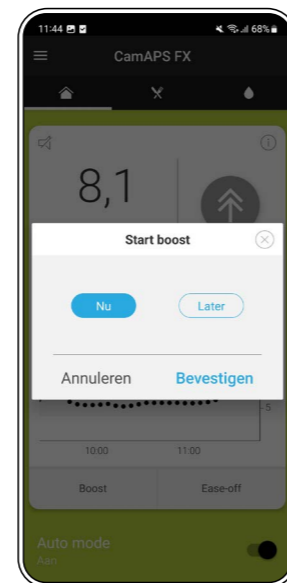 11:44 68%
CamAPS FX
8,1
Start boost
Nu Later
Annuleren Bevestigen
5
10:00 11:00
Boost Ease-off
Auto mode
Aan